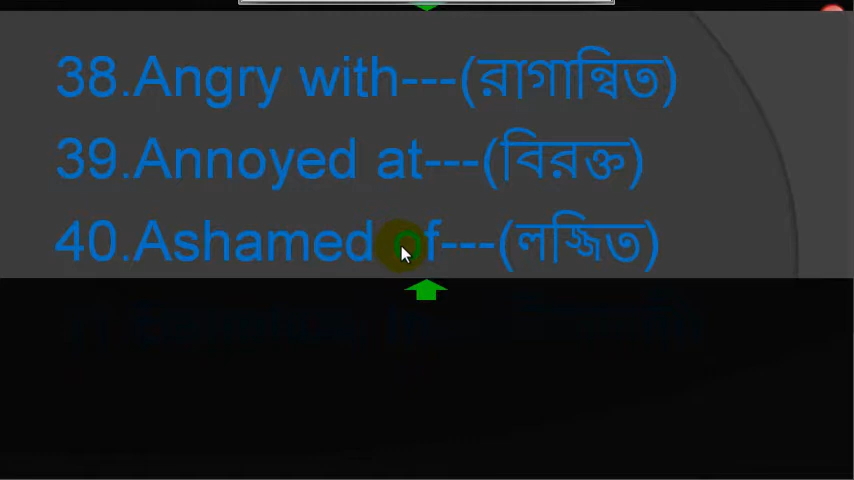 38.Angry with---(রাগান্বিত)
39.Annoyed at---(বিরক্ত)
40.Ashamed of---(লজ্জিত)